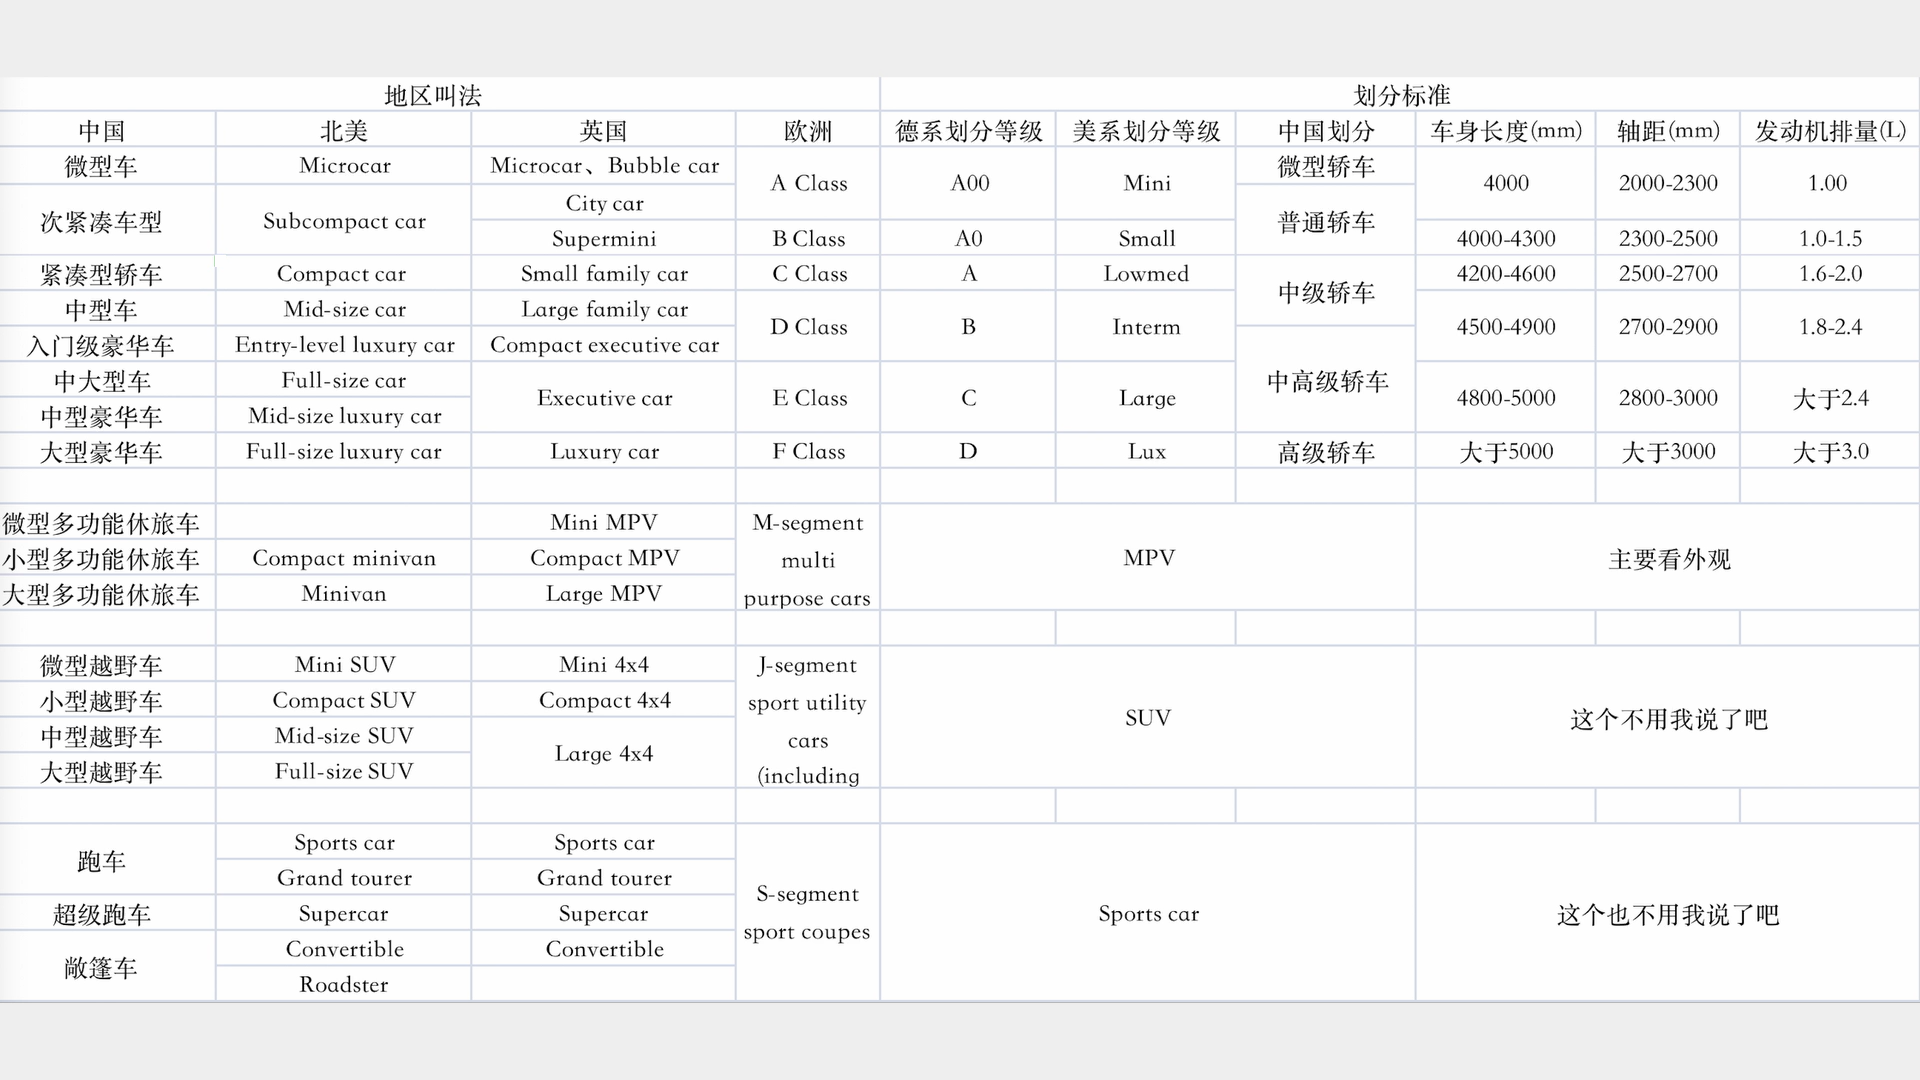 地区叫法 划分标准
中国 北美 英国 欧洲 德系划分等级 美系划分等级 中国划分 车身长度(mm) 轴距(mm) 发动机排量(L)
微型车 Microcar Microcar、Bubble car 微型轿车
A Class A00 Mini 4000 2000-2300 1.00
City car
次紧凑车型 Subcompact car 普通轿车
Supermini B Class A0 Small 4000-4300 2300-2500 1.0-1.5
紧凑型轿车 Compact car Small family car C Class A Lowmed 4200-4600 2500-2700 1.6-2.0
中级轿车
中型车 Mid-size car Large family car
D Class B Interm 4500-4900 2700-2900 1.8-2.4
入门级豪华车 Entry-level luxury car Compact executive car
中大型车 Full-size car 中高级轿车
Executive car E Class C Large 4800-5000 2800-3000 大于2.4
中型豪华车 Mid-size luxury car
大型豪华车 Full-size luxury car Luxury car F Class D Lux 高级轿车 大于5000 大于3000 大于3.0
微型多功能休旅车 Mini MPV M-segment
小型多功能休旅车 Compact minivan Compact MPV multi MPV 主要看外观
大型多功能休旅车 Minivan Large MPV purpose cars
微型越野车 Mini SUV Mini 4x4 J-segment
小型越野车 Compact SUV Compact 4x4 sport utility
SUV 这个不用我说了吧
中型越野车 Mid-size SUV cars
Large 4x4
大型越野车 Full-size SUV (including
Sports car Sports car
跑车
Grand tourer Grand tourer
S-segment
超级跑车 Supercar Supercar Sports car 这个也不用我说了吧
sport coupes
Convertible Convertible
敞篷车
Roadster